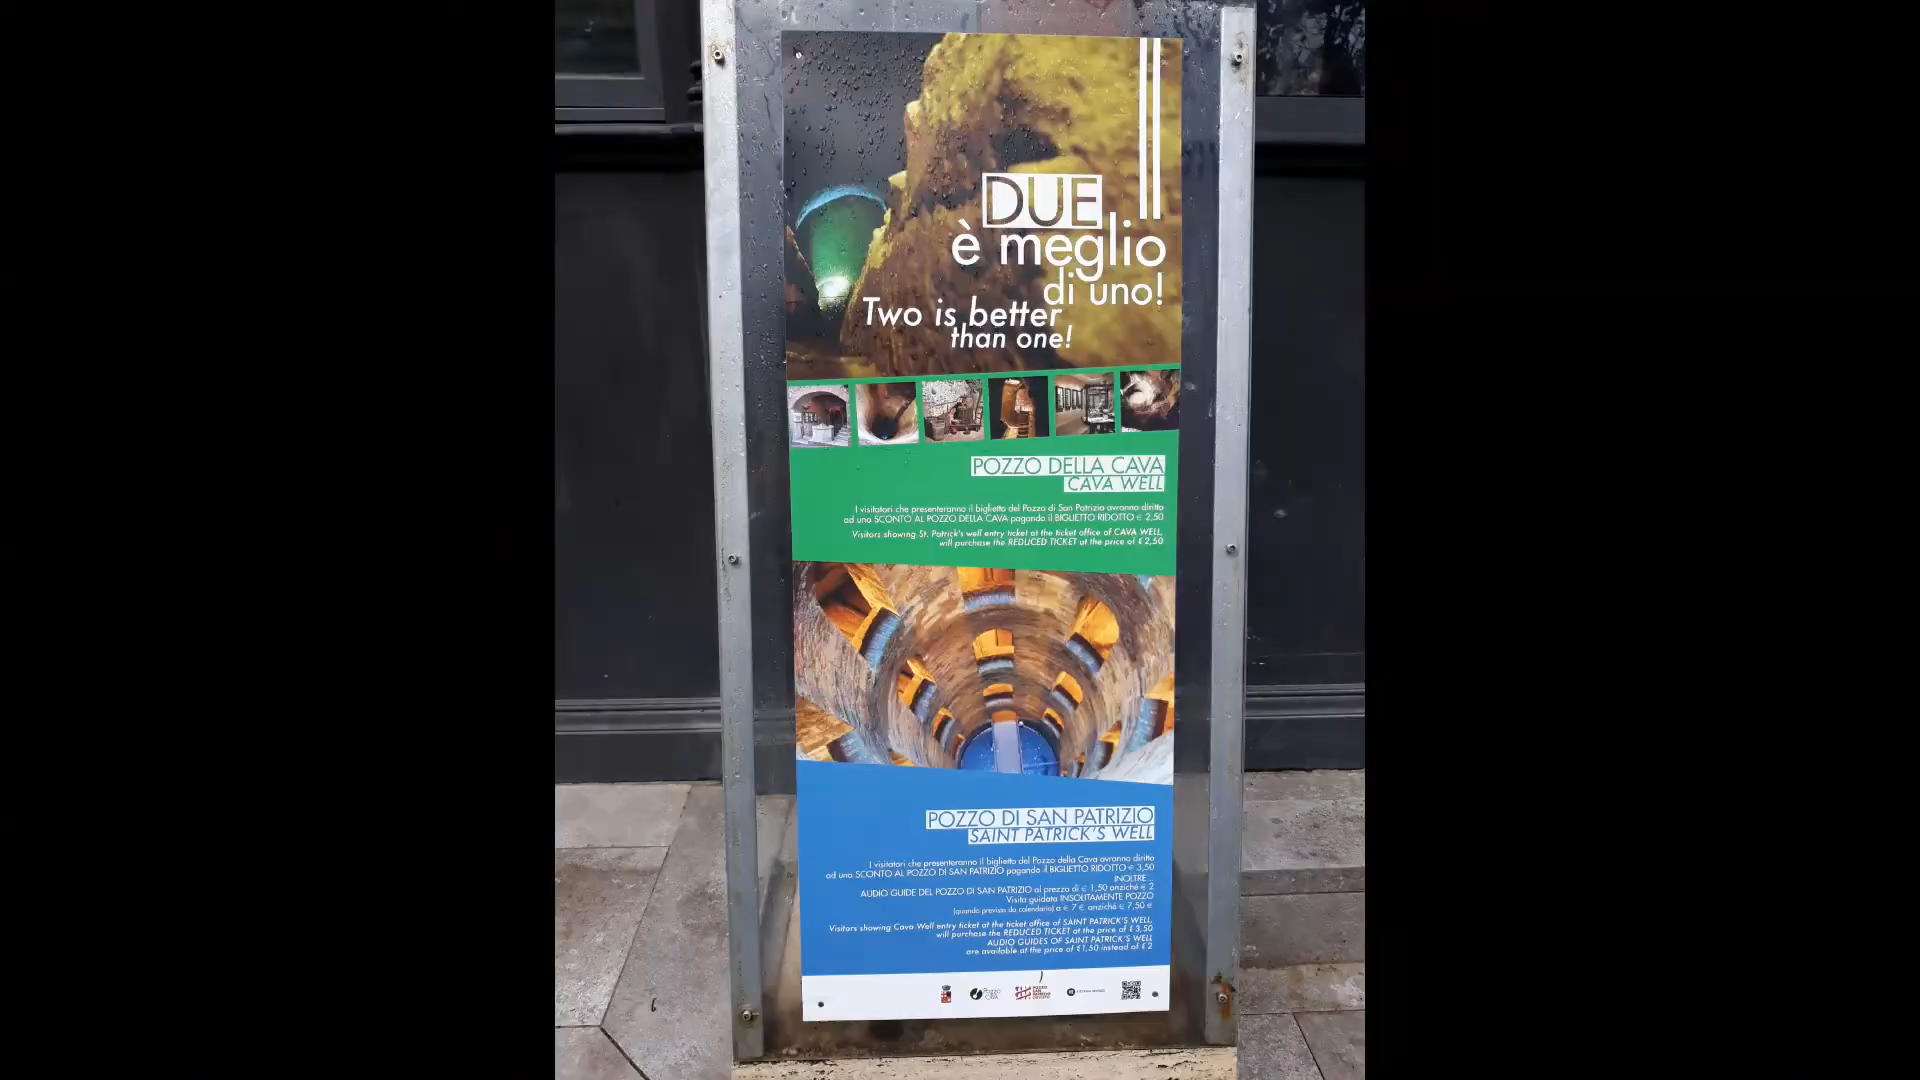 DUE
è meglio
di uno!
Two is better
than one!
POZZO DELLA CAVA
CAVA WELL
I visitatori che presenteranno il biglietto del Pozzo di San Patrizio avranno diritto
ad uno SCONTO AL POZZO DELLA CAVA pagando il BIGLIETTO RIDOTTO € 2,50
Visitors showing St. Patrick's well entry ticket at the ticket office of CAVA WELL,
will purchase the REDUCED TICKET at the price of € 2,50
POZZO DI SAN PATRIZIO
SAINT PATRICK'S WELL
I visitatori che presenteranno il biglietto del Pozzo della Cava avranno diritto
ad uno SCONTO AL POZZO DI SAN PATRIZIO pagando il BIGLIETTO RIDOTTO € 3,50
INOLTRE...
AUDIO GUIDE DEL POZZO DI SAN PATRIZIO al prezzo di € 1,50 anziché € 2
Visita guidata INSOLITAMENTE POZZO
(quando prevista da calendario) a € 7 € anziché € 7,50 €
Visitors showing Cava Well entry ticket at the ticket office of SAINT PATRICK'S WELL,
will purchase the REDUCED TICKET at the price of € 3,50
AUDIO GUIDES OF SAINT PATRICK'S WELL
are available at the price of € 1,50 instead of € 2
POZZO
SAN
PATRIZIO